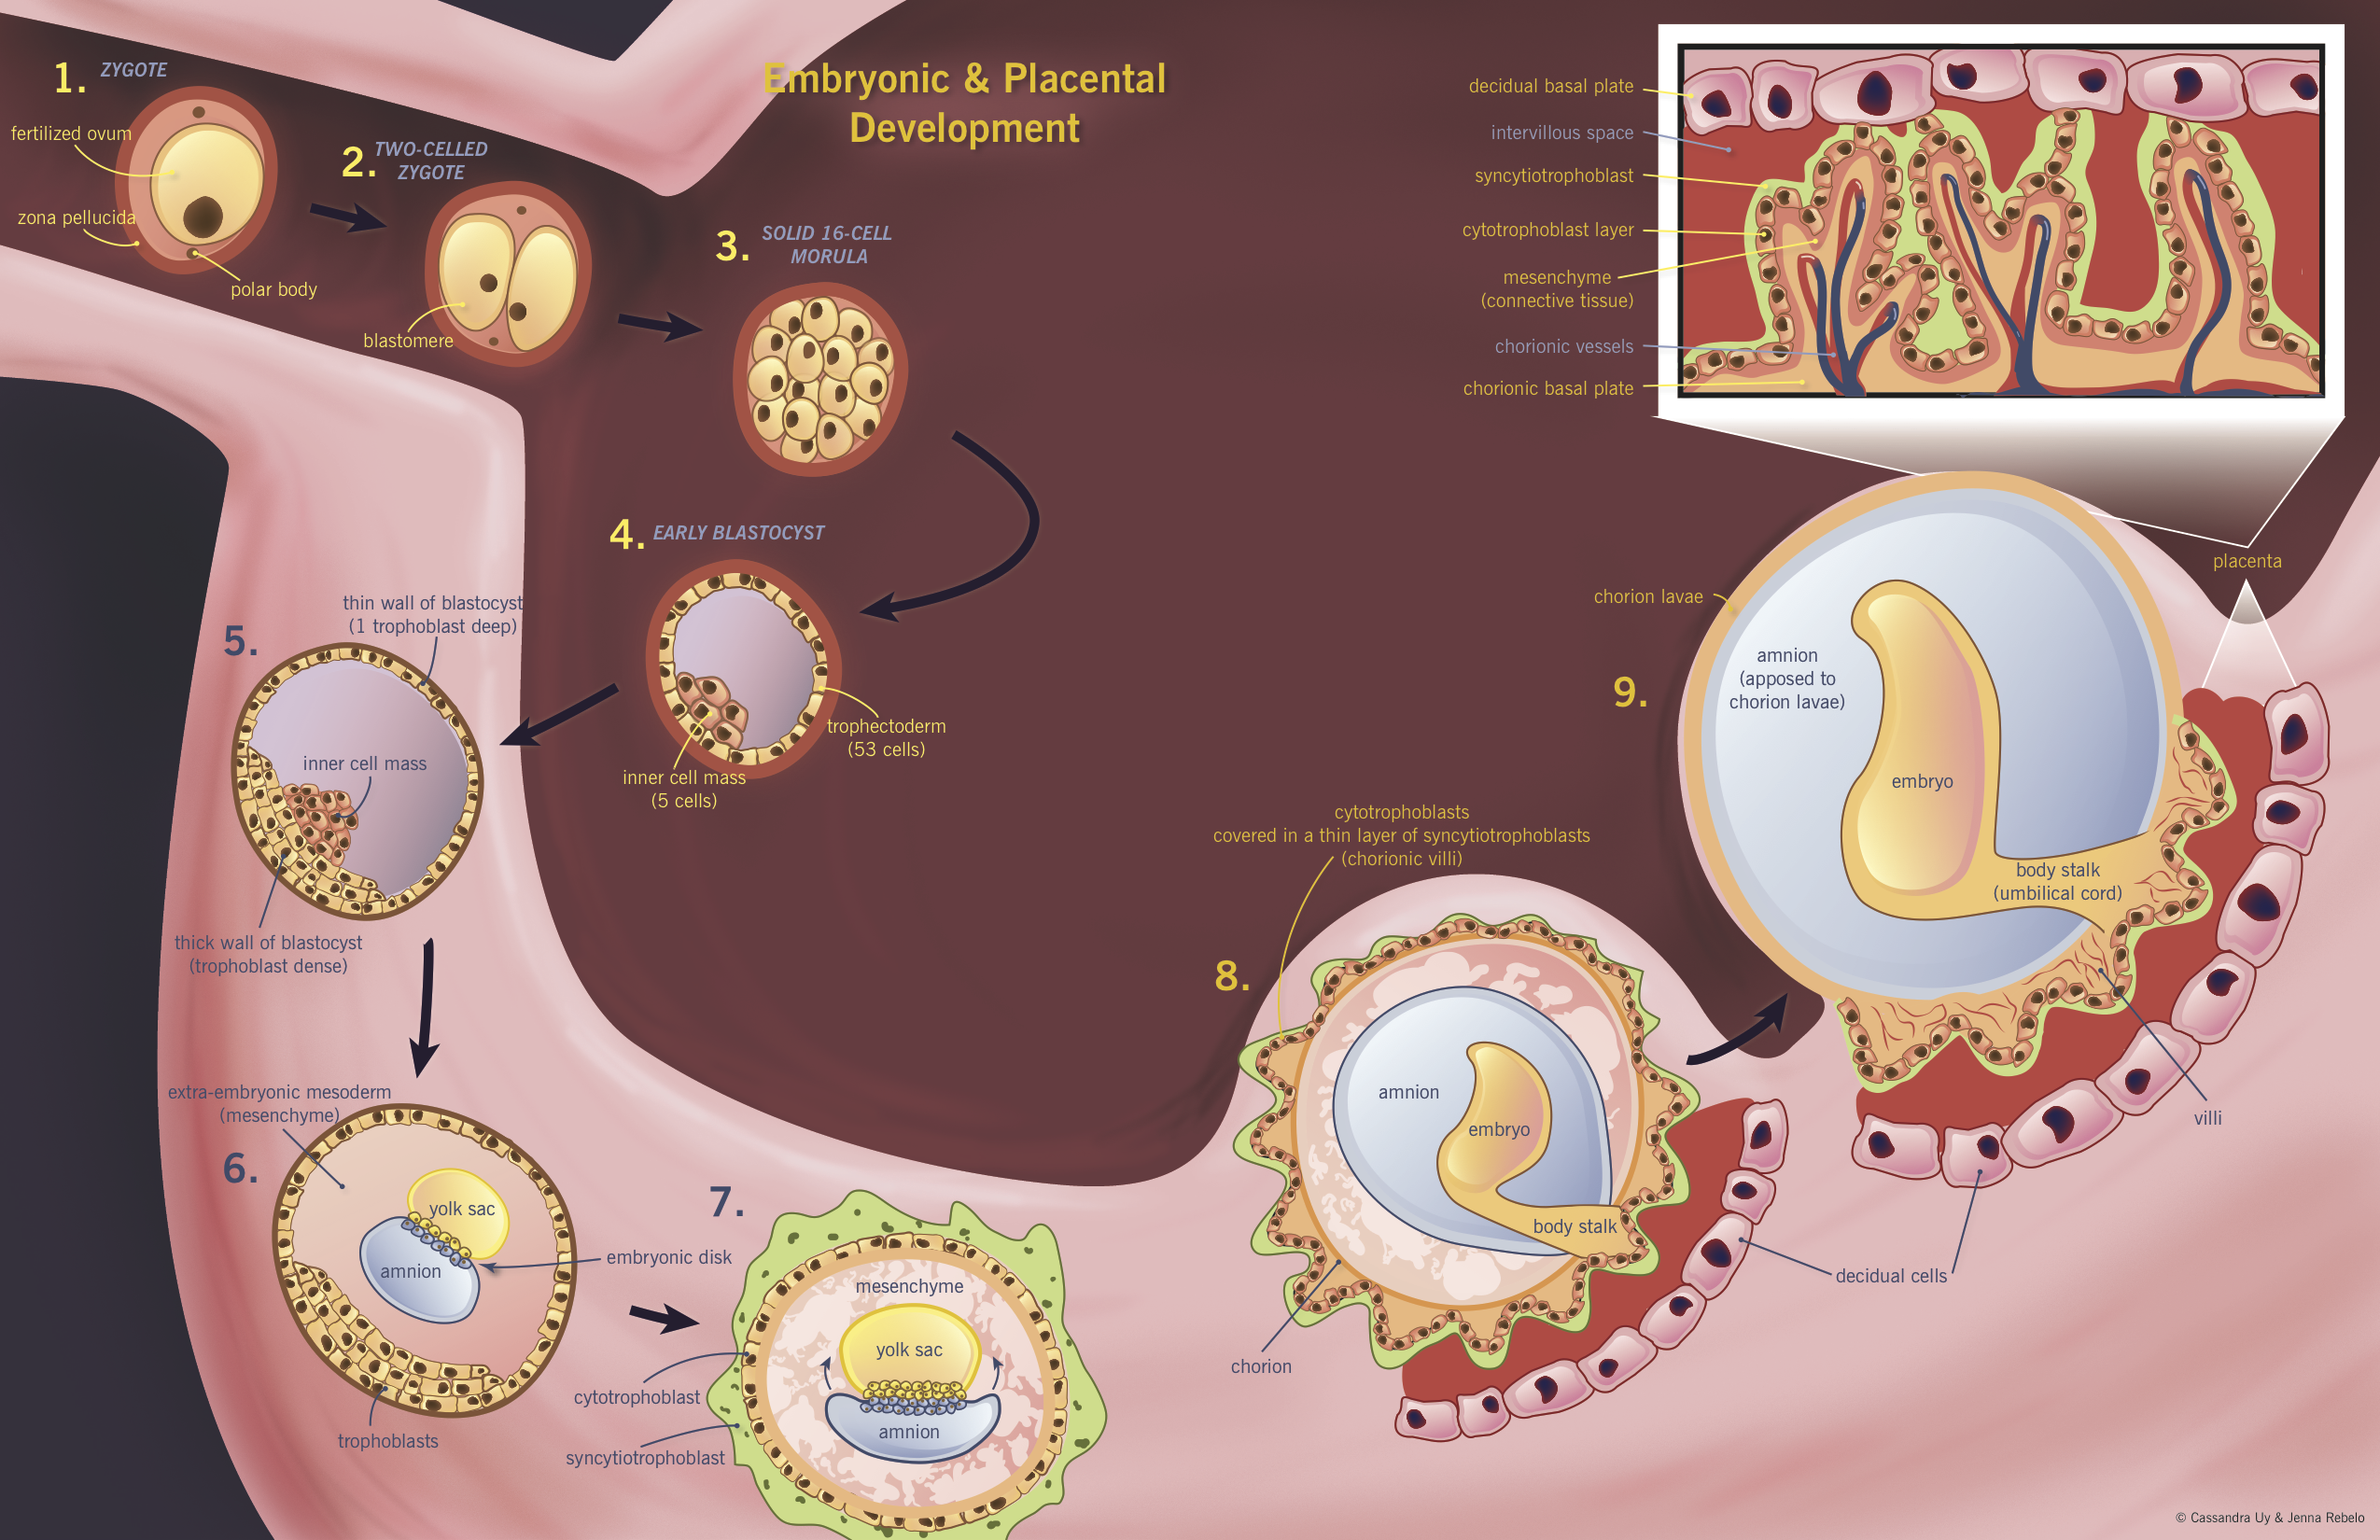 Embryonic & Placental
Development
1. ZYGOTE
fertilized ovum
zona pellucida
polar body
2. TWO-CELLED
ZYGOTE
blastomere
3. SOLID 16-CELL
MORULA
4. EARLY BLASTOCYST
trophectoderm
(53 cells)
inner cell mass
(5 cells)
5.
thin wall of blastocyst
(1 trophoblast deep)
inner cell mass
thick wall of blastocyst
(trophoblast dense)
6.
extra-embryonic mesoderm
(mesenchyme)
yolk sac
amnion
embryonic disk
trophoblasts
7.
mesenchyme
yolk sac
amnion
cytotrophoblast
syncytiotrophoblast
8.
cytotrophoblasts
covered in a thin layer of syncytiotrophoblasts
(chorionic villi)
amnion
embryo
body stalk
chorion
decidual cells
9.
chorion lavae
amnion
(apposed to
chorion lavae)
embryo
body stalk
(umbilical cord)
placenta
villi
decidual basal plate
intervillous space
syncytiotrophoblast
cytotrophoblast layer
mesenchyme
(connective tissue)
chorionic vessels
chorionic basal plate
© Cassandra Uy & Jenna Rebelo